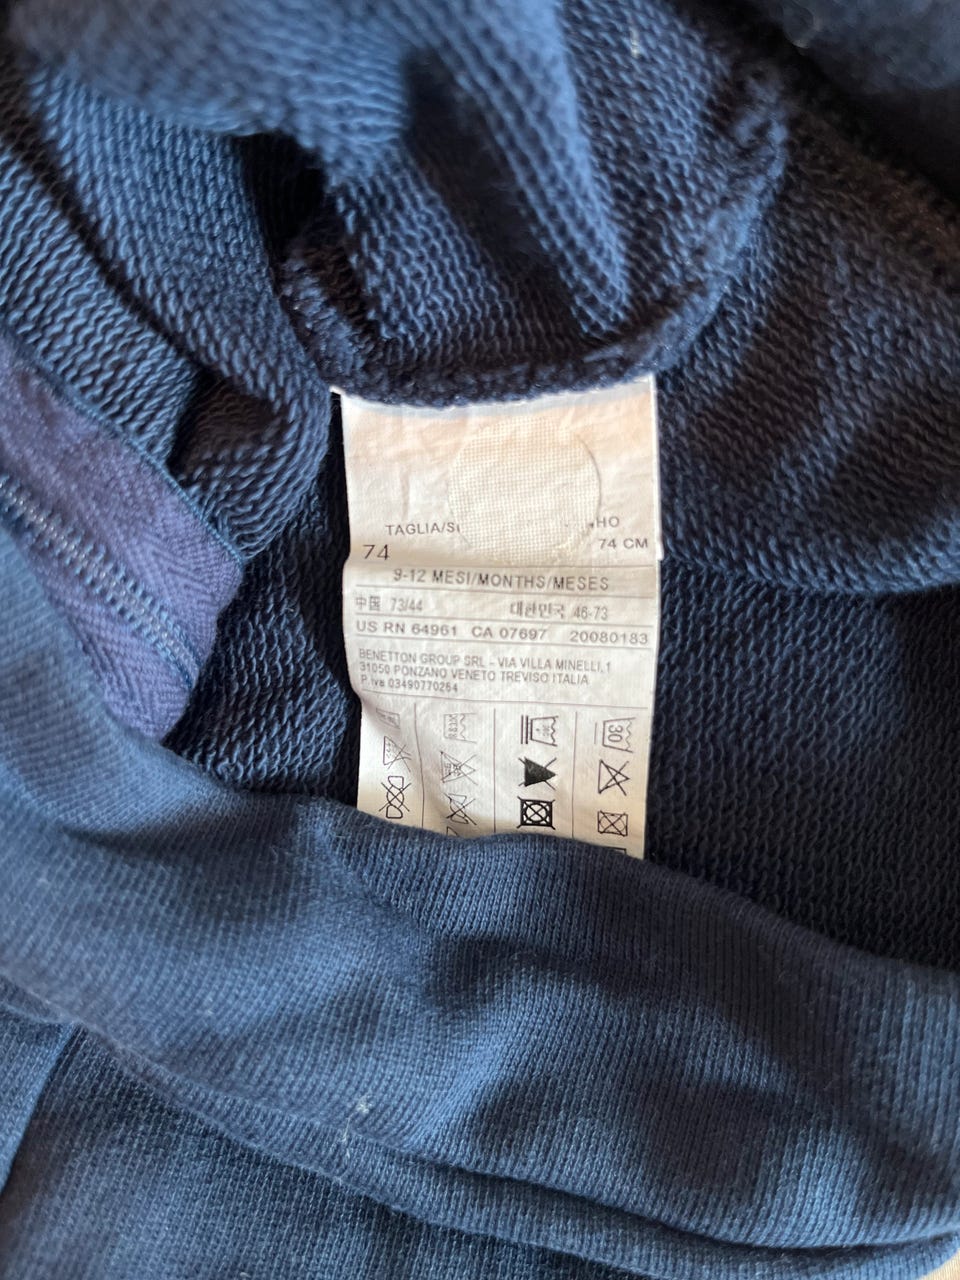 TAGLIA/SI HO
74 74 CM
9-12 MESI/MONTHS/MESES
中国 73/44 대한민국 46-73
US RN 64961 CA 07697 20080183
BENETTON GROUP SRL - VIA VILLA MINELLI,1
31050 PONZANO VENETO TREVISO ITALIA
P.iva 03490770264
30